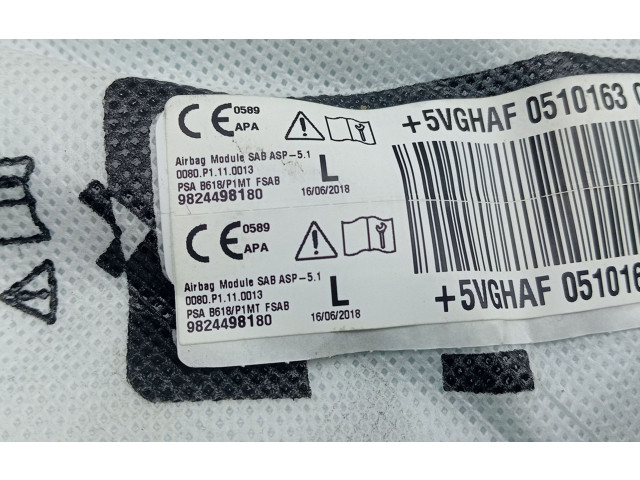 CE 0589
APA
+5VGHAF 0510163
Airbag Module SAB ASP-5.1
0080.P1.11.0013
PSA B618/P1MT FSAB
9824498180
L
16/06/2018
CE 0589
APA
Airbag Module SAB ASP-5.1
0080.P1.11.0013
PSA B618/P1MT FSAB
9824498180
L
16/06/2018
+5VGHAF 051016